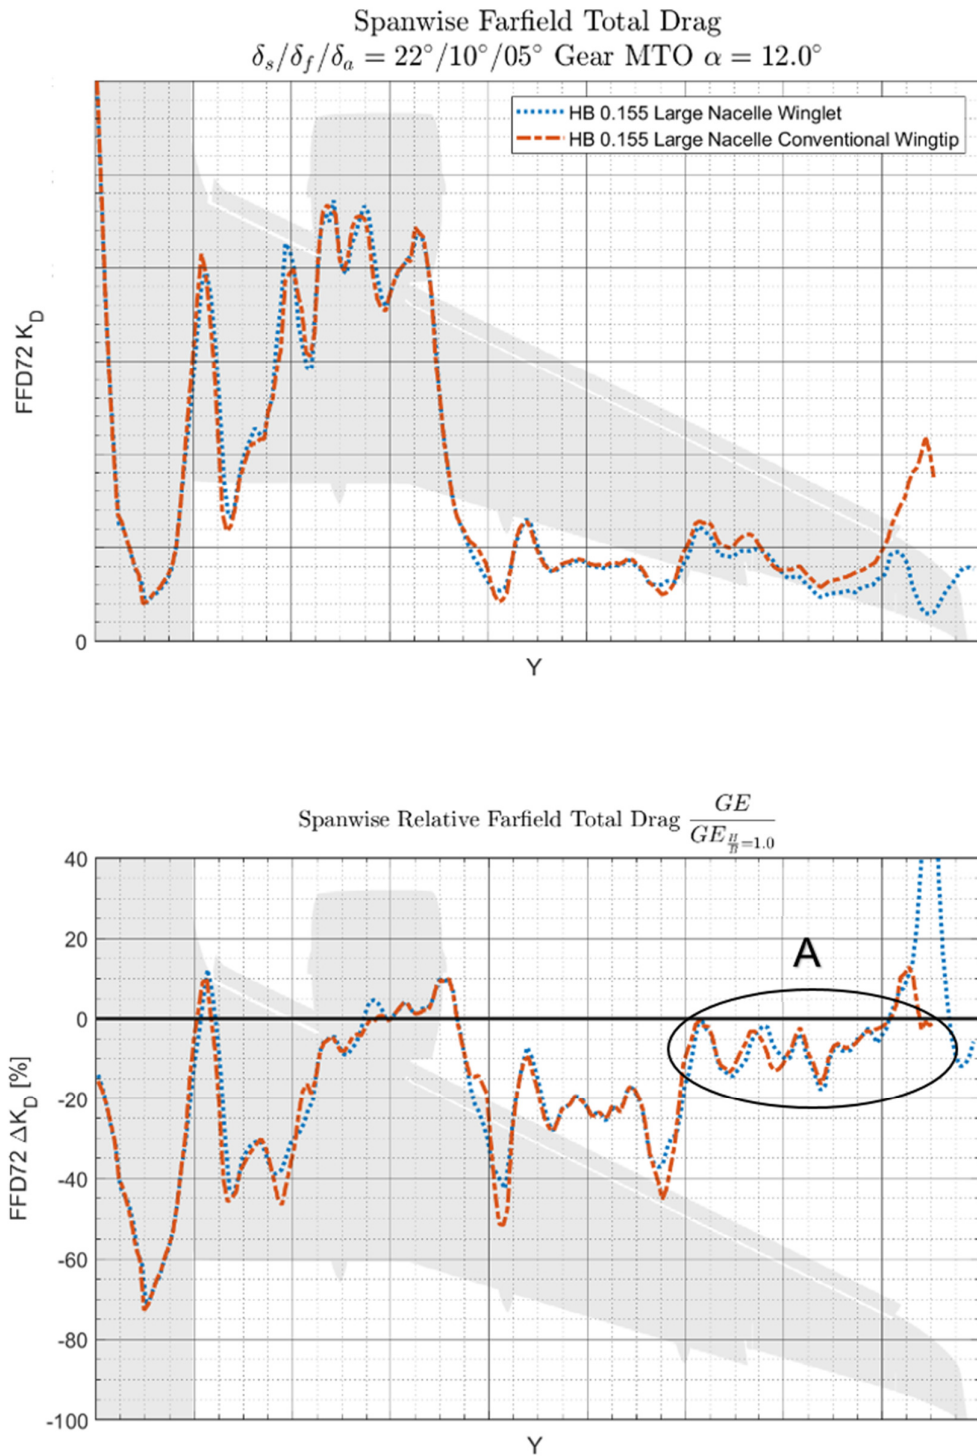 Spanwise Farfield Total Drag
δs/δf/δa = 22°/10°/05° Gear MTO α = 12.0°
HB 0.155 Large Nacelle Winglet
HB 0.155 Large Nacelle Conventional Wingtip
FFD72 K_D
0
Y
Spanwise Relative Farfield Total Drag GE/GE_{H/B=1.0}
40
20
0
-20
-40
-60
-80
-100
A
FFD72 ΔK_D [%]
Y